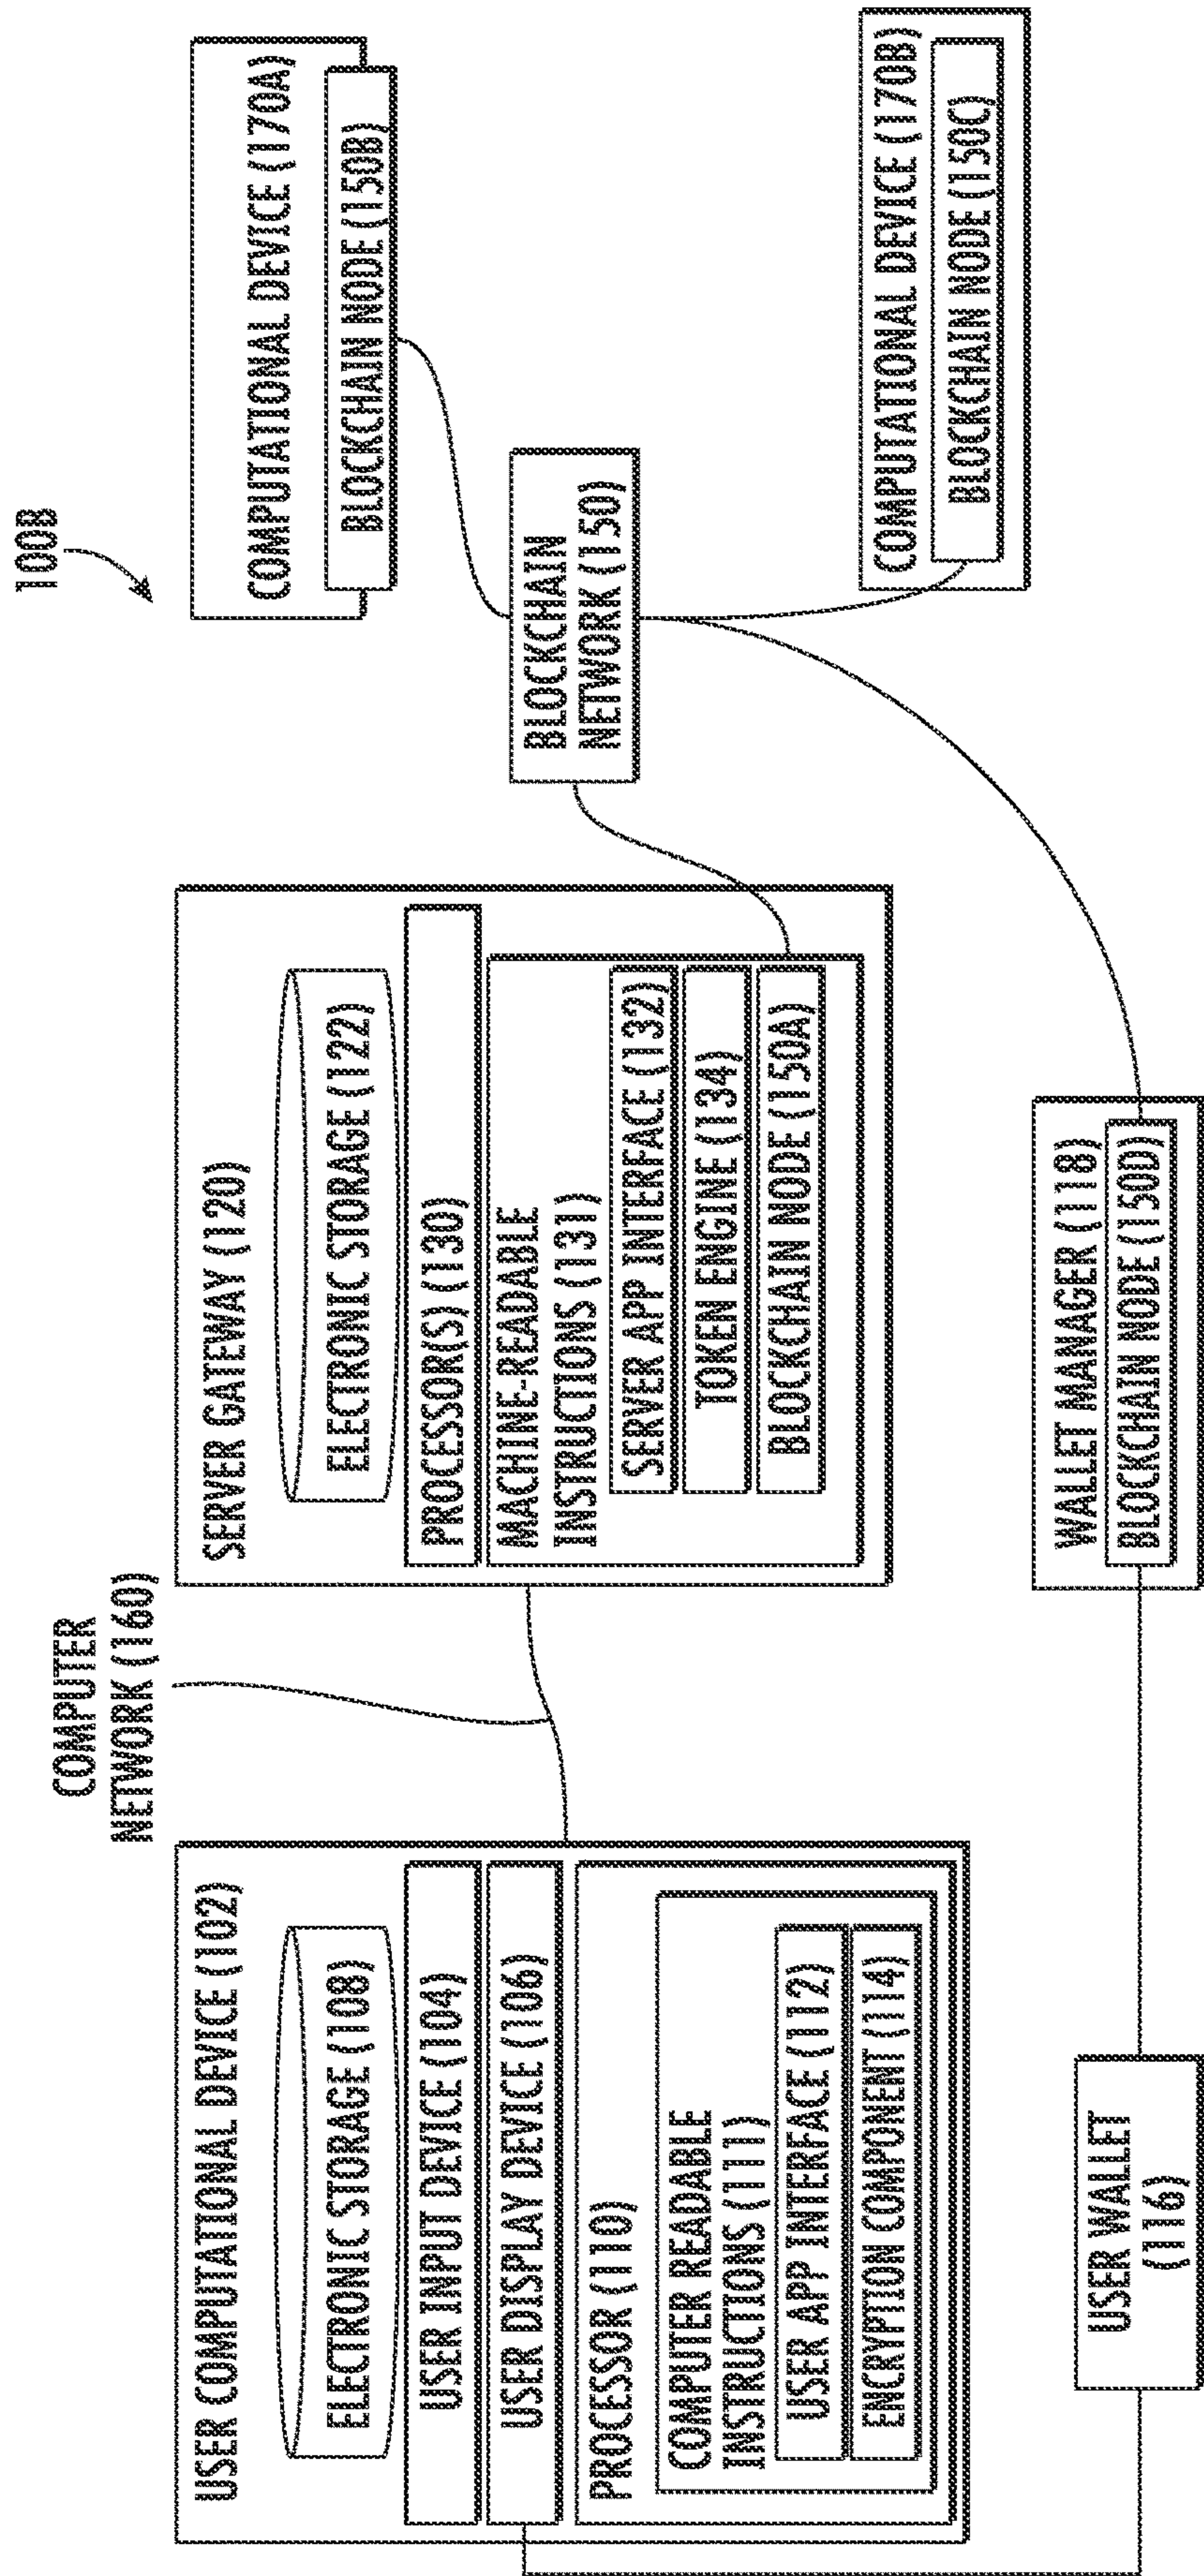 100B
COMPUTER
NETWORK (160)
USER COMPUTATIONAL DEVICE (102)
ELECTRONIC STORAGE (108)
USER INPUT DEVICE (104)
USER DISPLAY DEVICE (106)
PROCESSOR (110)
COMPUTER READABLE
INSTRUCTIONS (111)
USER APP INTERFACE (112)
ENCRYPTION COMPONENT (114)
USER WALLET
(116)
SERVER GATEWAY (120)
ELECTRONIC STORAGE (122)
PROCESSOR(S) (130)
MACHINE-READABLE
INSTRUCTIONS (131)
SERVER APP INTERFACE (132)
TOKEN ENGINE (134)
BLOCKCHAIN NODE (150A)
WALLET MANAGER (118)
BLOCKCHAIN NODE (150D)
BLOCKCHAIN
NETWORK (150)
COMPUTATIONAL DEVICE (170A)
BLOCKCHAIN NODE (150B)
COMPUTATIONAL DEVICE (170B)
BLOCKCHAIN NODE (150C)